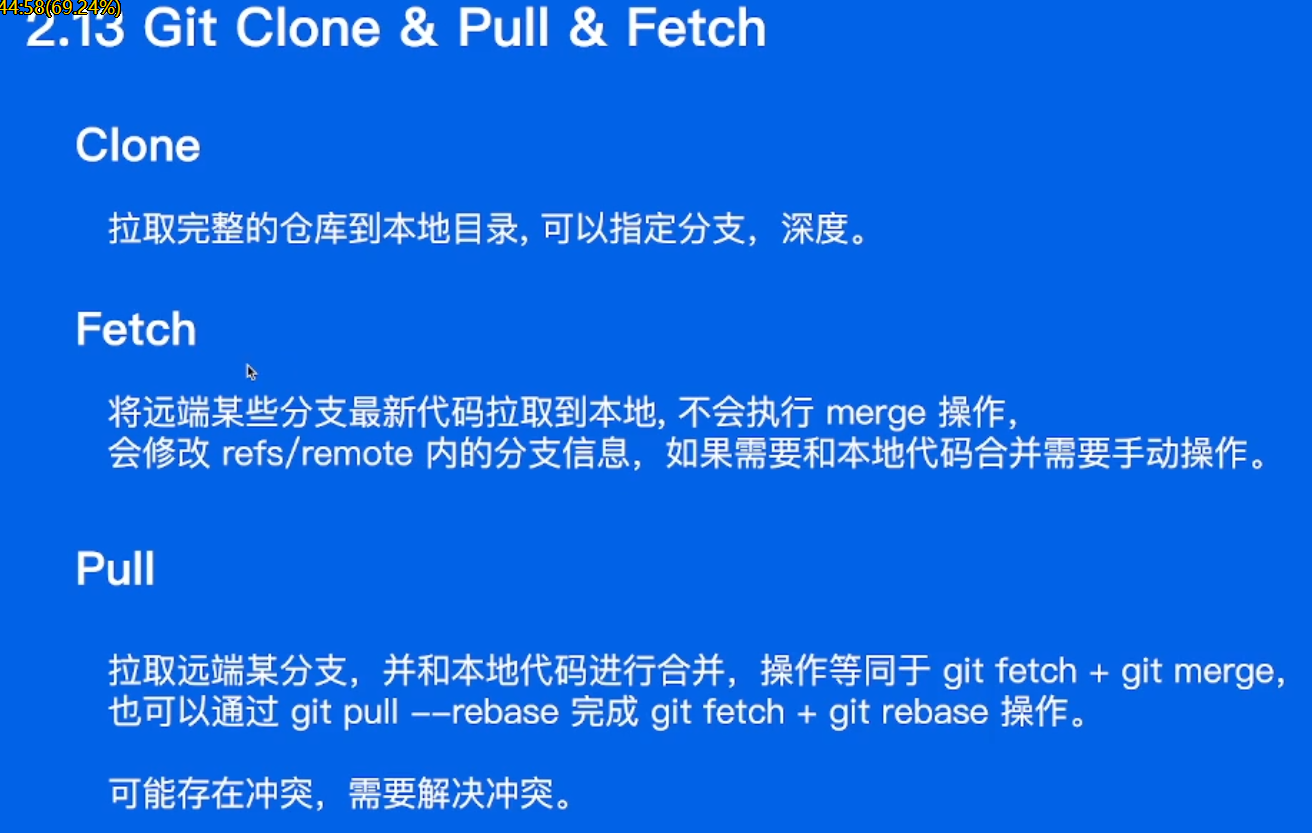 44:58(69.24%)
2.13 Git Clone & Pull & Fetch
Clone
拉取完整的仓库到本地目录, 可以指定分支，深度。
Fetch
将远端某些分支最新代码拉取到本地, 不会执行 merge 操作，
会修改 refs/remote 内的分支信息，如果需要和本地代码合并需要手动操作。
Pull
拉取远端某分支，并和本地代码进行合并，操作等同于 git fetch + git merge，
也可以通过 git pull --rebase 完成 git fetch + git rebase 操作。
可能存在冲突，需要解决冲突。